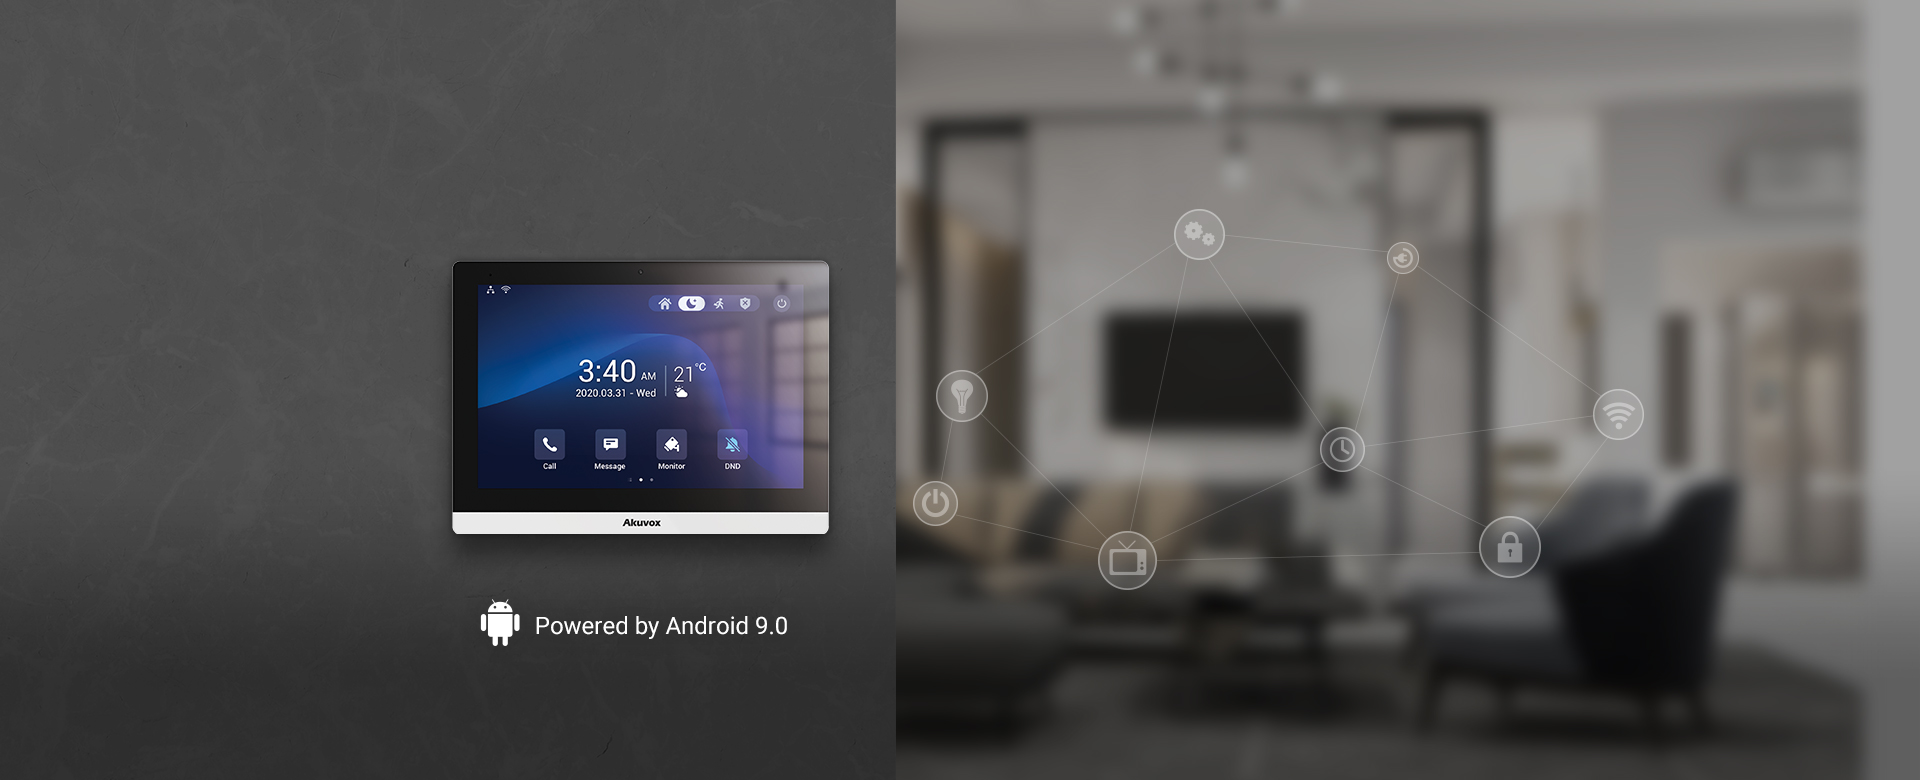 3:40 AM
21°C
2020.03.31 - Wed
Call
Message
Monitor
DND
Akuvox
Powered by Android 9.0